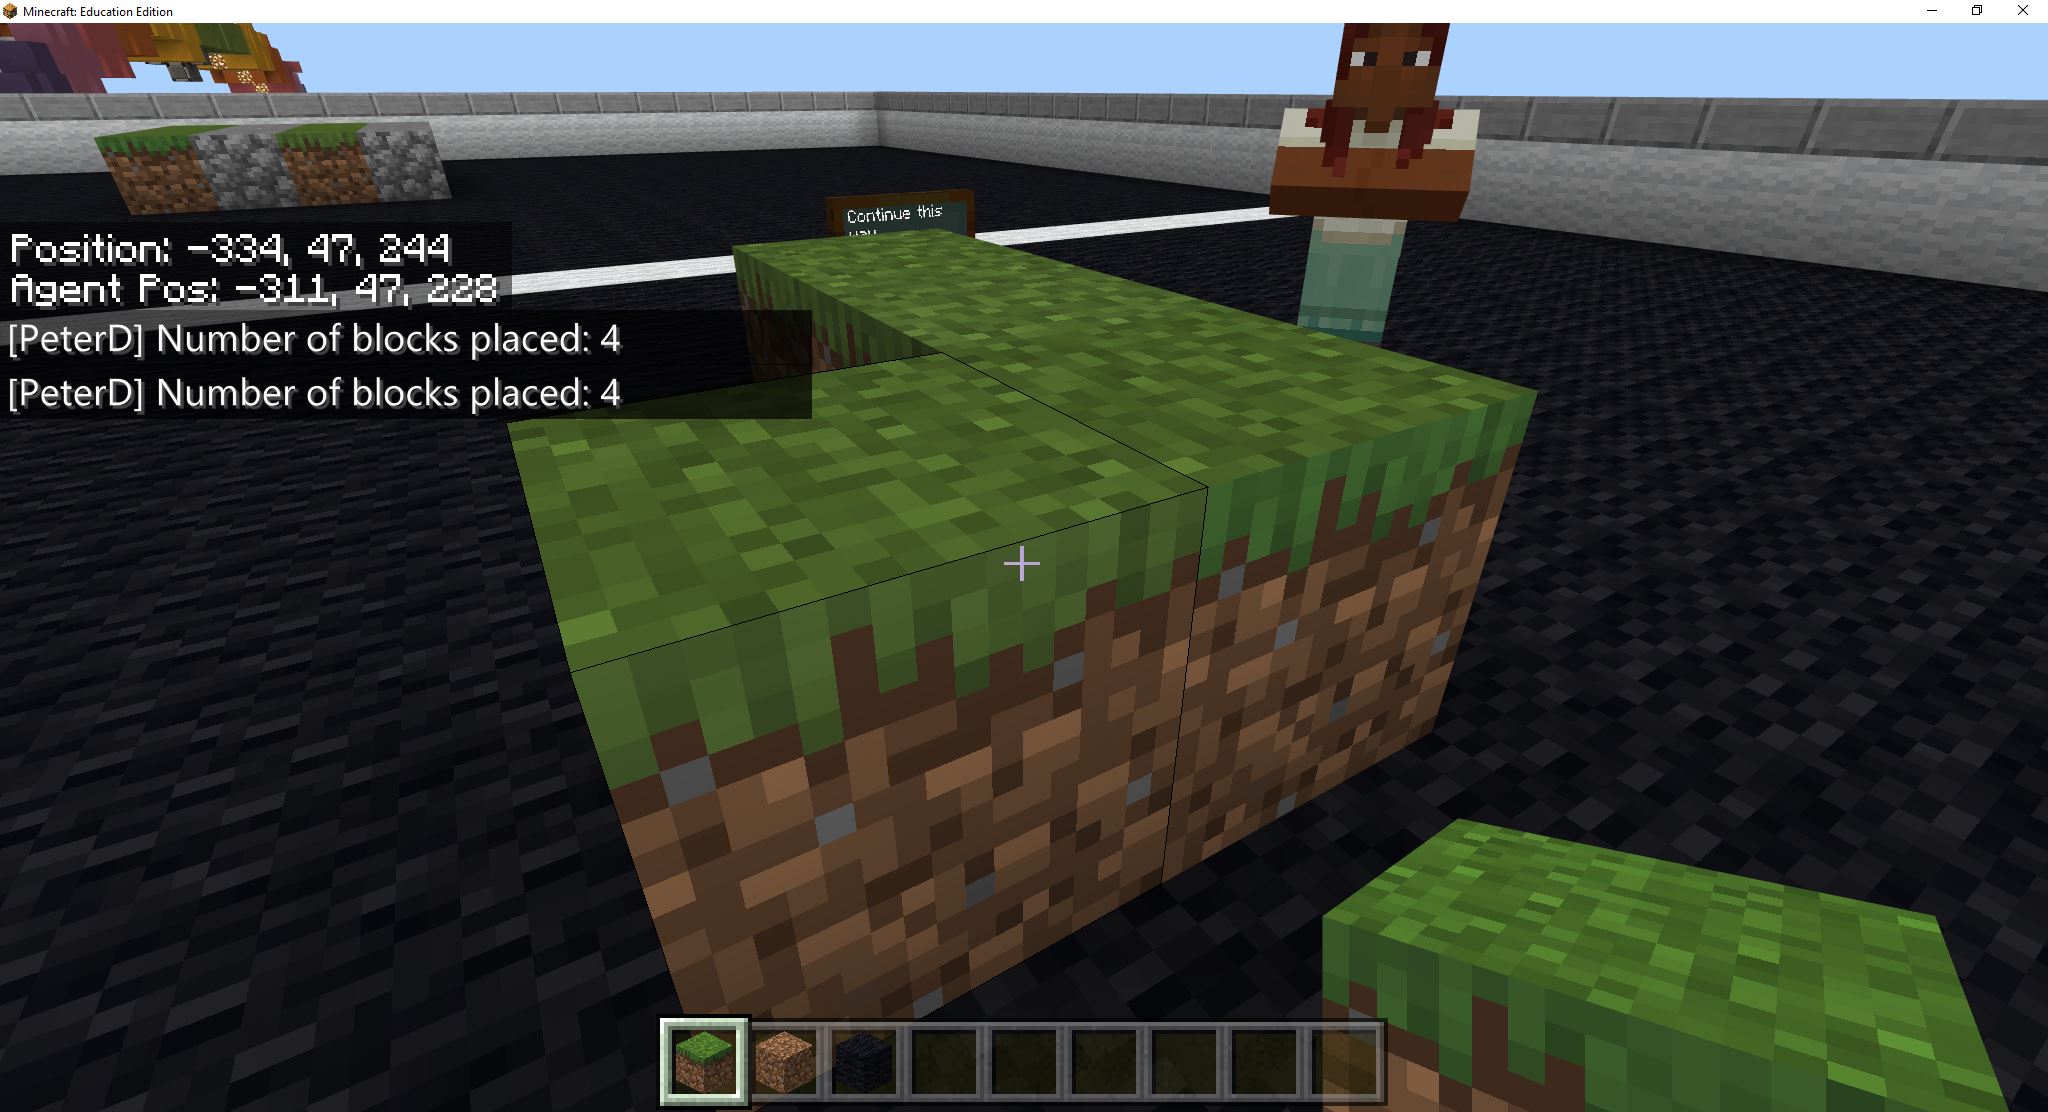 Minecraft: Education Edition
Continue this
Position: -334, 47, 244
Agent Pos: -311, 47, 228
[PeterD] Number of blocks placed: 4
[PeterD] Number of blocks placed: 4